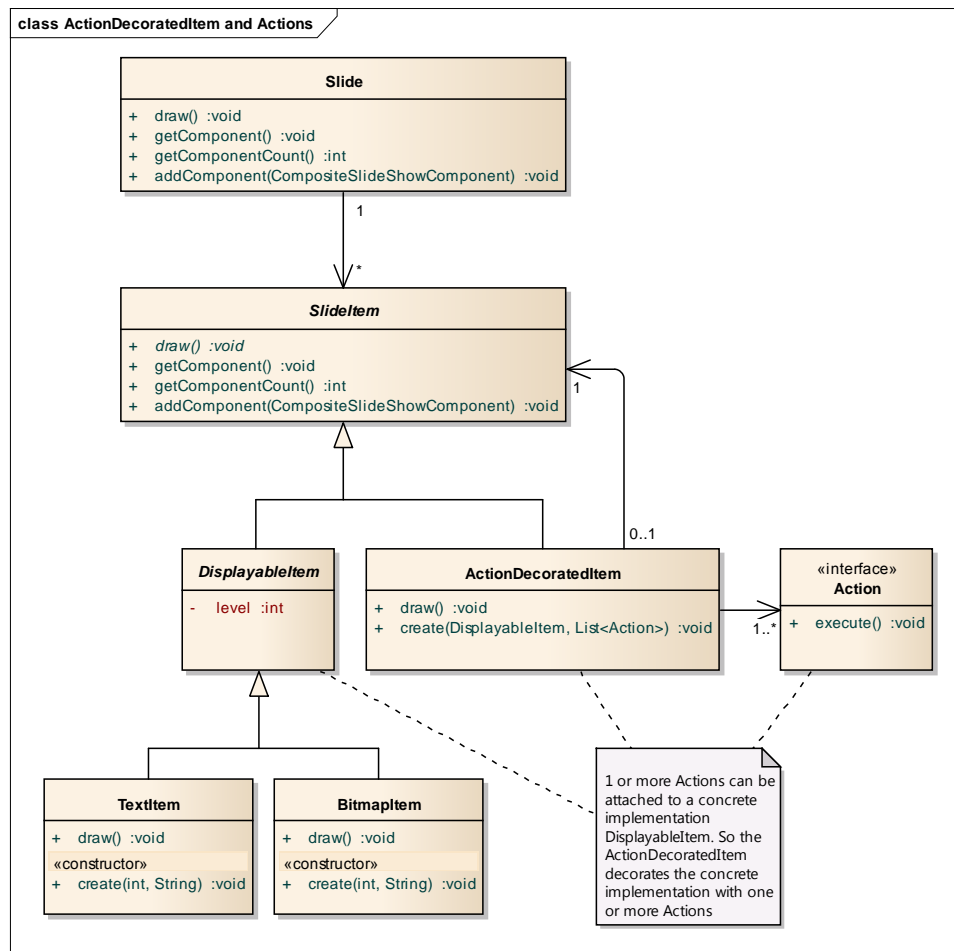 class ActionDecoratedItem and Actions
Slide
+ draw() :void
+ getComponent() :void
+ getComponentCount() :int
+ addComponent(CompositeSlideShowComponent) :void
1
*
SlideItem
+ draw() :void
+ getComponent() :void
+ getComponentCount() :int
+ addComponent(CompositeSlideShowComponent) :void
1
0..1
DisplayableItem
- level :int
ActionDecoratedItem
+ draw() :void
+ create(DisplayableItem, List<Action>) :void
1..*
«interface»
Action
+ execute() :void
TextItem
+ draw() :void
«constructor»
+ create(int, String) :void
BitmapItem
+ draw() :void
«constructor»
+ create(int, String) :void
1 or more Actions can be
attached to a concrete
implementation
DisplayableItem. So the
ActionDecoratedItem
decorates the concrete
implementation with one
or more Actions